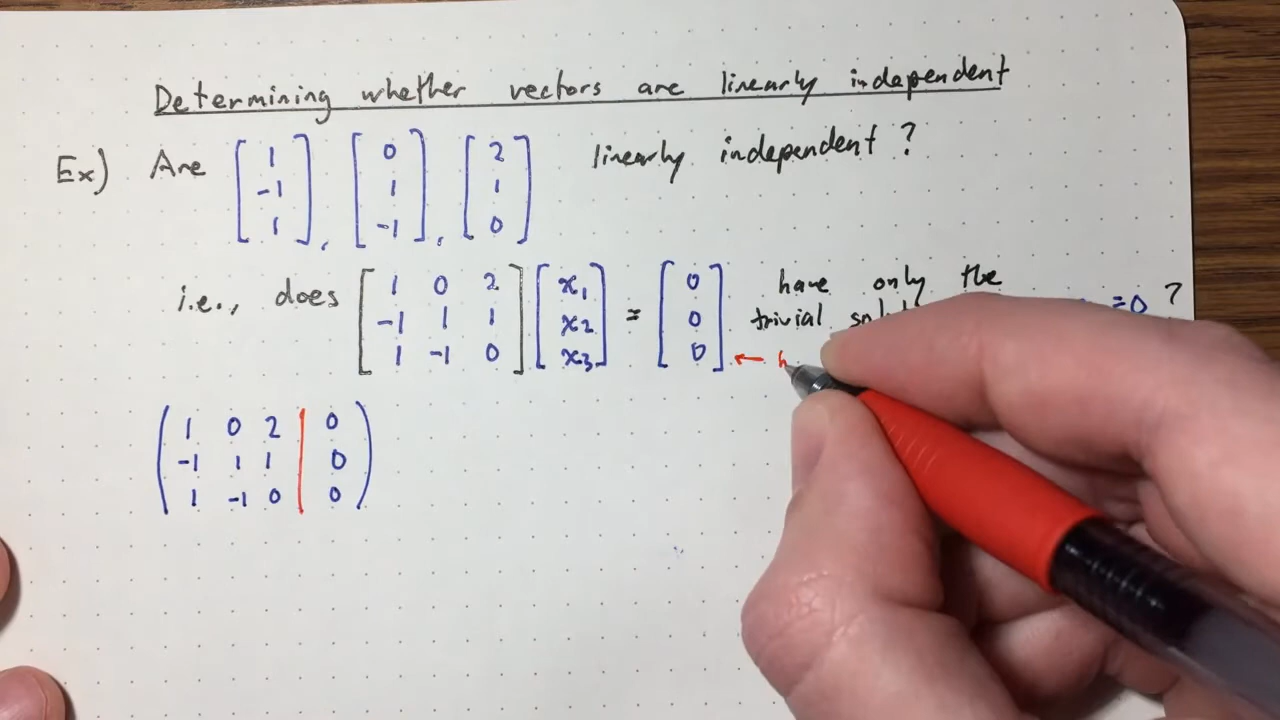 Determining whether vectors are linearly independent
Ex) Are [1 -1 1], [0 1 -1], [2 1 0] linearly independent ?
i.e., does [1 0 2 [x1 = [0 have only the
-1 1 1 x2 0 trivial =0 ?
1 -1 0] x3] 0] ←
(1 0 2 | 0
-1 1 1 | 0
1 -1 0 | 0)